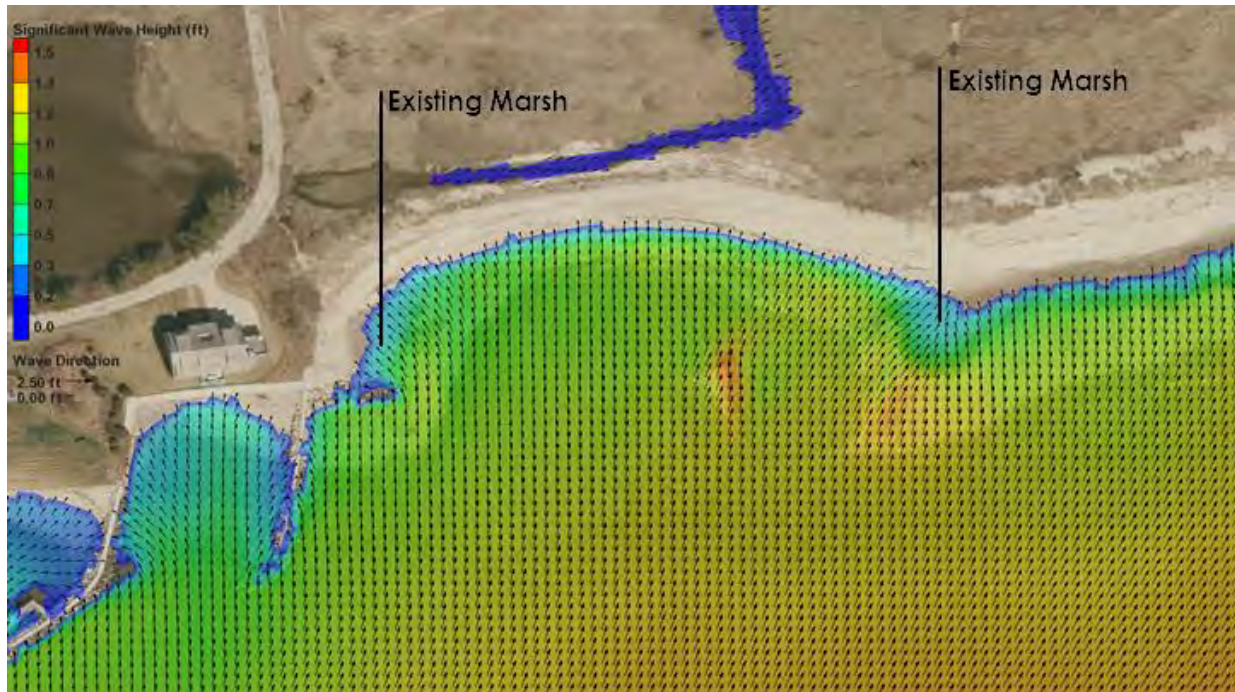 Significant Wave Height (ft)
1.5
1.3
1.2
1.0
0.8
0.7
0.5
0.3
0.2
0.0
Wave Direction
2.50 ft
0.00 ft
Existing Marsh
Existing Marsh